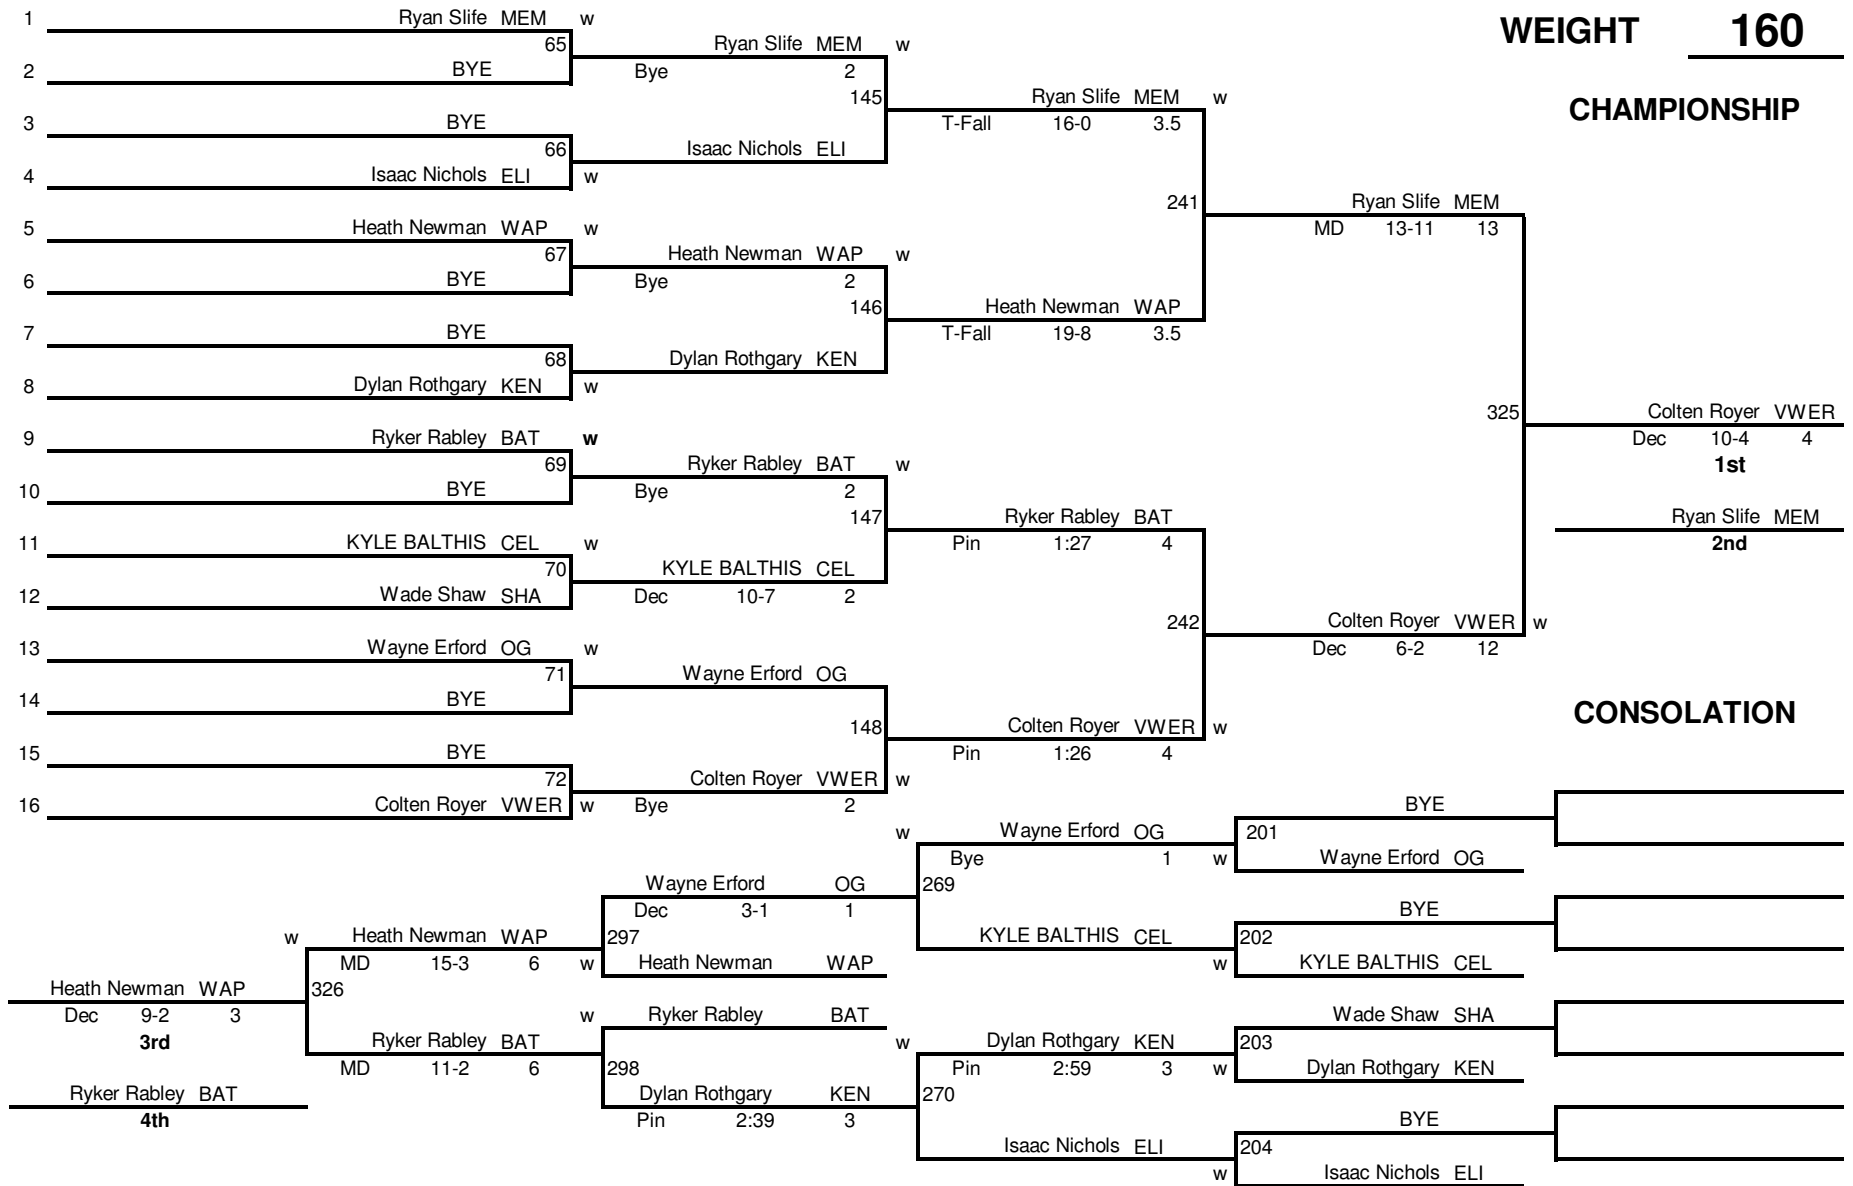 1 Ryan Slife MEM w
WEIGHT 160
65 Ryan Slife MEM w
2 BYE Bye 2
145 Ryan Slife MEM w
CHAMPIONSHIP
3 BYE T-Fall 16-0 3.5
66 Isaac Nichols ELI
4 Isaac Nichols ELI w
241 Ryan Slife MEM
5 Heath Newman WAP w MD 13-11 13
67 Heath Newman WAP w
6 BYE Bye 2
146 Heath Newman WAP
7 BYE T-Fall 19-8 3.5
68 Dylan Rothgary KEN
8 Dylan Rothgary KEN w
325 Colten Royer VWER
9 Ryker Rabley BAT w Dec 10-4 4
69 Ryker Rabley BAT w 1st
10 BYE Bye 2
147 Ryker Rabley BAT Ryan Slife MEM
11 KYLE BALTHIS CEL w Pin 1:27 4 2nd
70 KYLE BALTHIS CEL
12 Wade Shaw SHA Dec 10-7 2
242 Colten Royer VWER w
13 Wayne Erford OG w Dec 6-2 12
71 Wayne Erford OG
14 BYE
CONSOLATION
148 Colten Royer VWER w
15 BYE Pin 1:26 4
72 Colten Royer VWER w
16 Colten Royer VWER w Bye 2 BYE
w Wayne Erford OG 201
Bye 1 w Wayne Erford OG
Wayne Erford OG 269
Dec 3-1 1 BYE
w Heath Newman WAP 297 KYLE BALTHIS CEL 202
MD 15-3 6 w Heath Newman WAP w KYLE BALTHIS CEL
Heath Newman WAP 326
Dec 9-2 3 w Ryker Rabley BAT Wade Shaw SHA
3rd Ryker Rabley BAT w Dylan Rothgary KEN 203
MD 11-2 6 298 Pin 2:59 3 w Dylan Rothgary KEN
Ryker Rabley BAT Dylan Rothgary KEN 270
4th Pin 2:39 3 BYE
Isaac Nichols ELI 204
w Isaac Nichols ELI